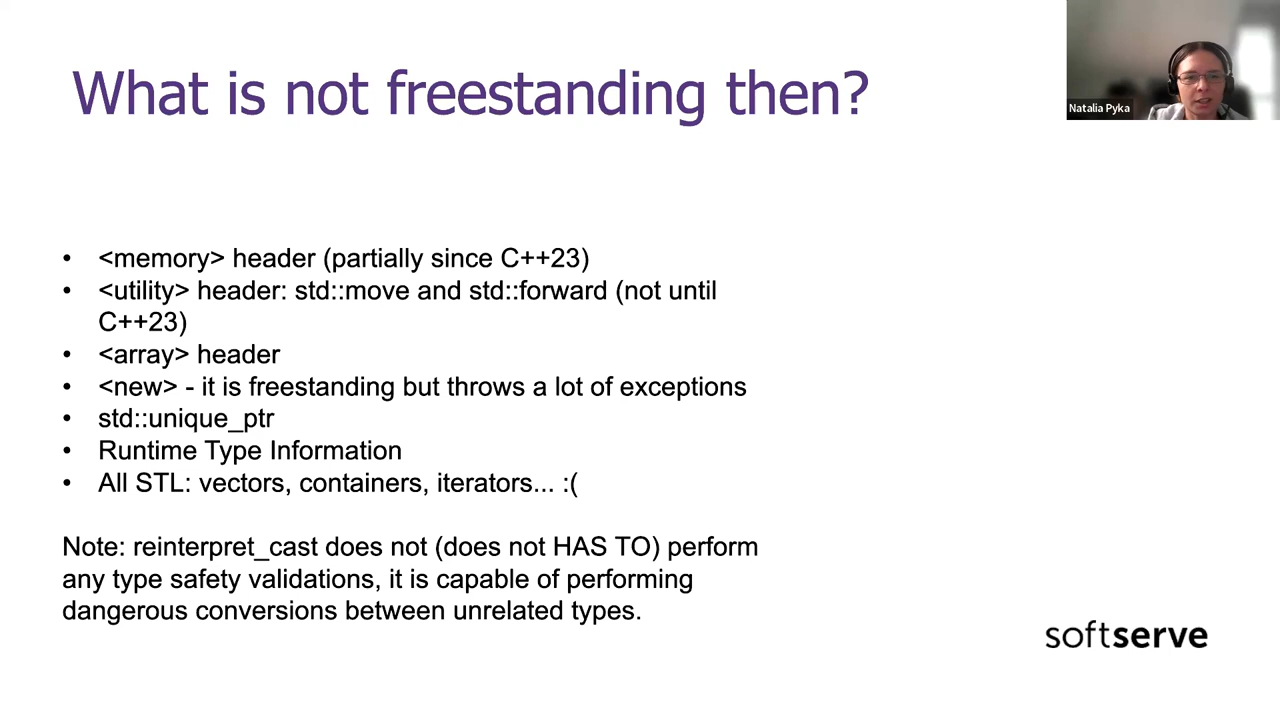 What is not freestanding then?
Natalia Pyka
• <memory> header (partially since C++23)
• <utility> header: std::move and std::forward (not until
C++23)
• <array> header
• <new> - it is freestanding but throws a lot of exceptions
• std::unique_ptr
• Runtime Type Information
• All STL: vectors, containers, iterators... :(
Note: reinterpret_cast does not (does not HAS TO) perform
any type safety validations, it is capable of performing
dangerous conversions between unrelated types.
softserve